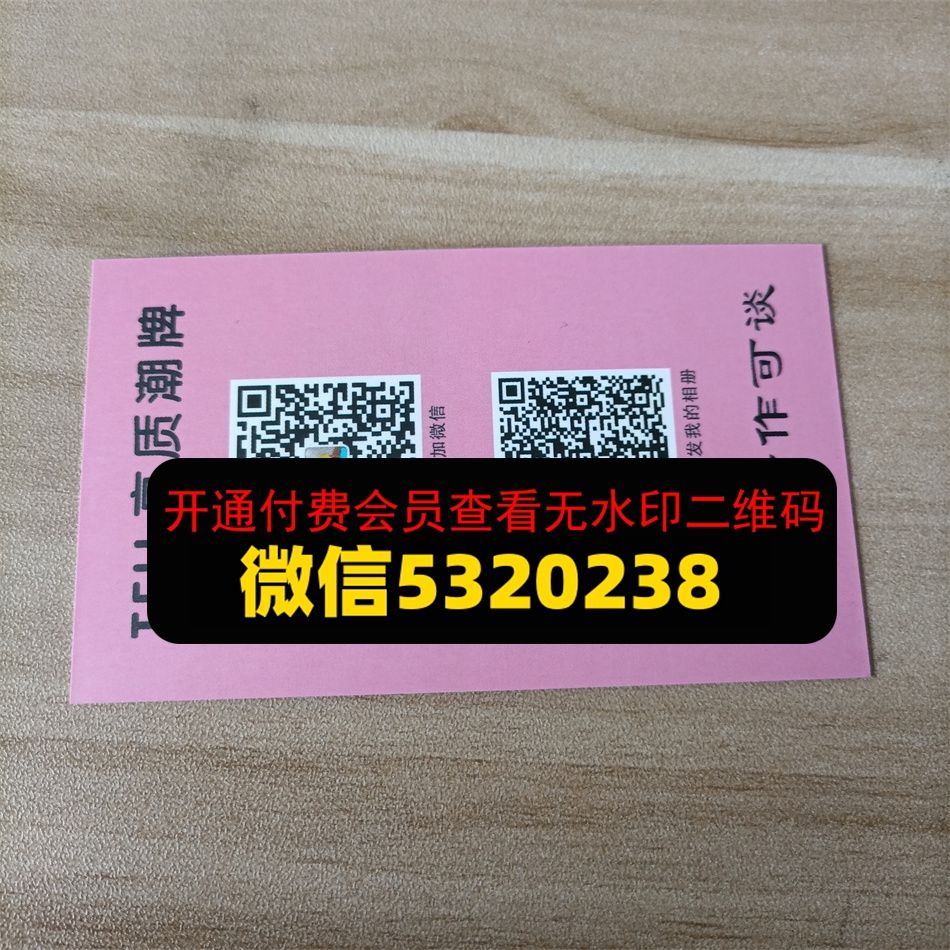 高质潮牌
加微信
发我的相册
作可谈
开通付费会员查看无水印二维码
微信5320238